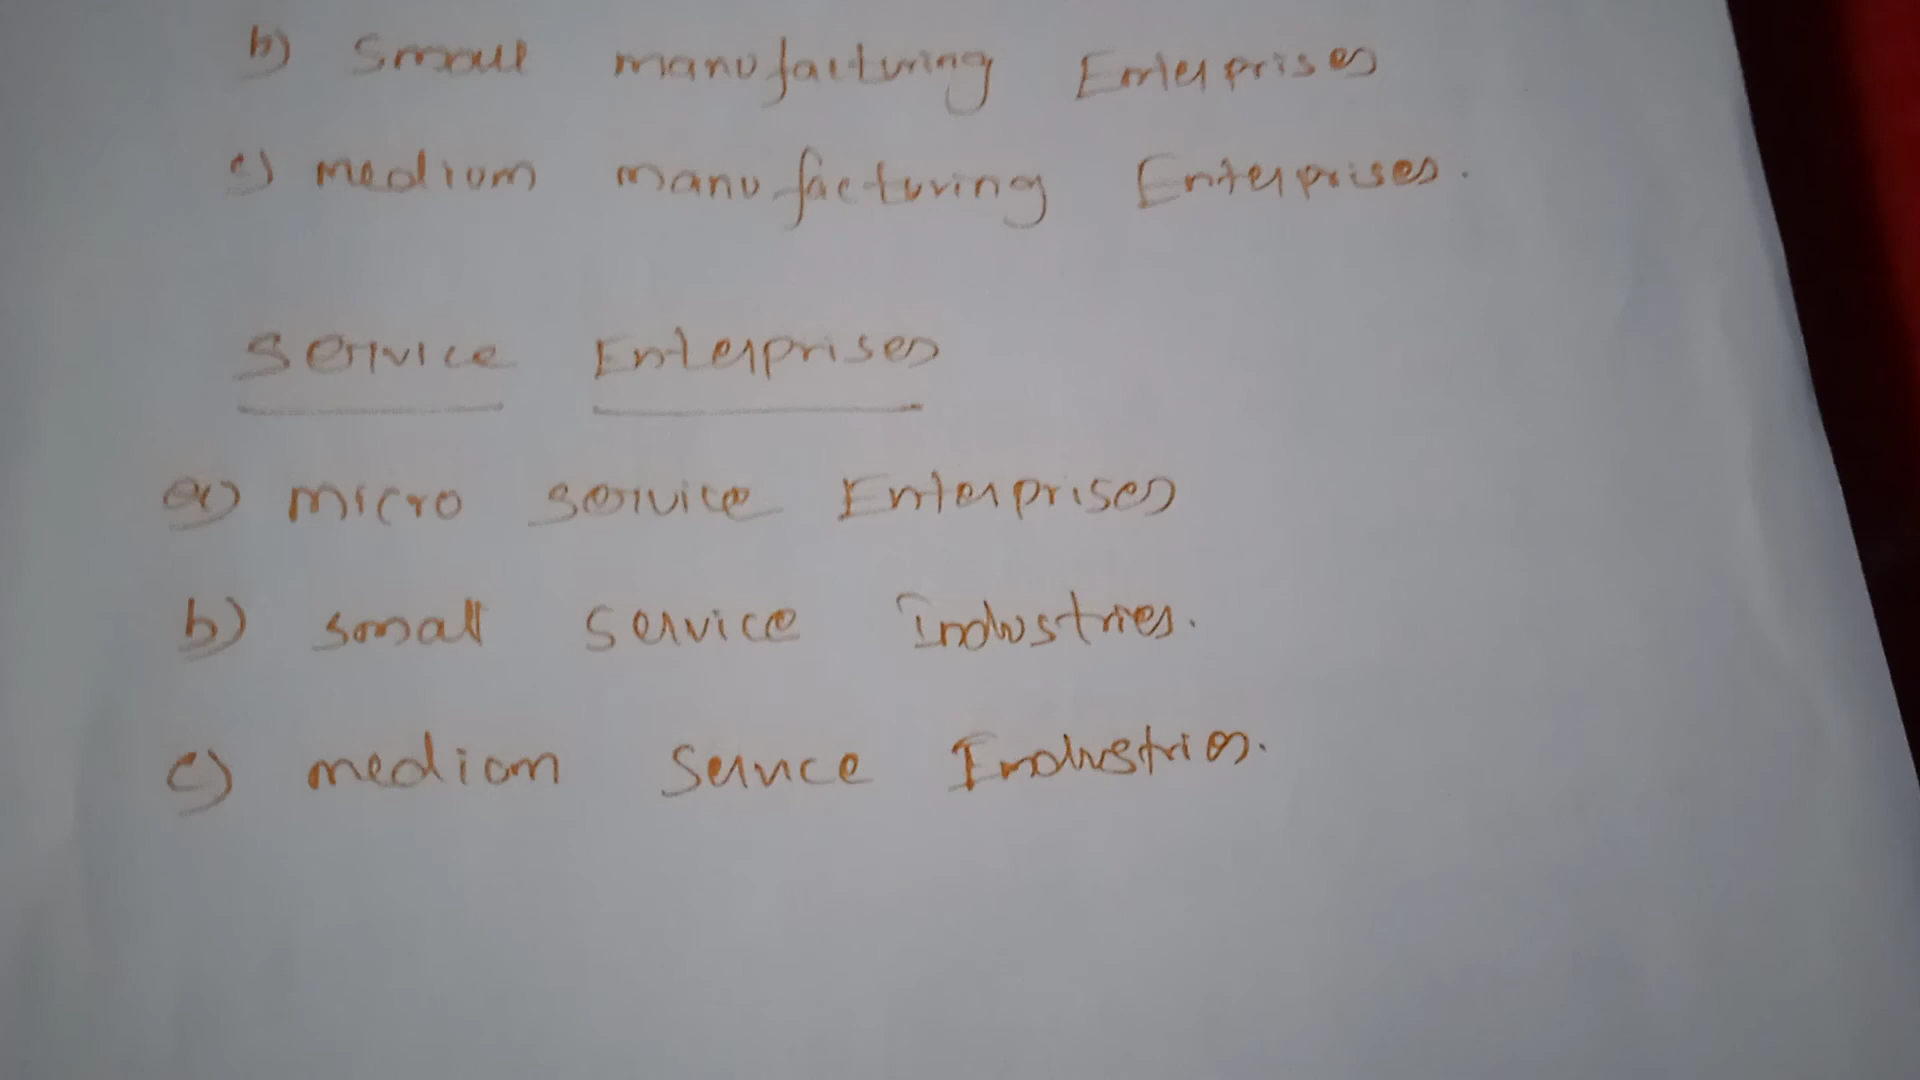 b) Small manufacturing Enterprises
c) medium manufacturing Enterprises.
Service Enterprises
a) micro service Enterprises
b) small service Industries.
c) medium Service Industries.